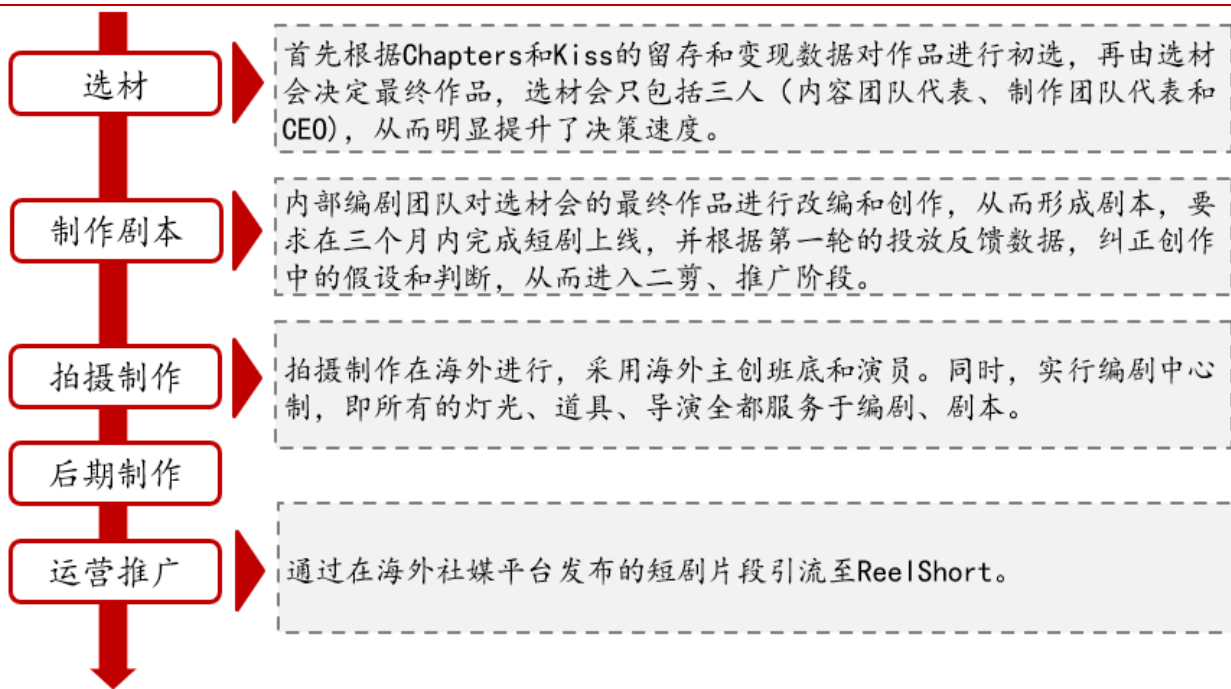 选材
首先根据Chapters和Kiss的留存和变现数据对作品进行初选，再由选材
会决定最终作品，选材会只包括三人（内容团队代表、制作团队代表和
CEO），从而明显提升了决策速度。
制作剧本
内部编剧团队对选材会的最终作品进行改编和创作，从而形成剧本，要
求在三个月内完成短剧上线，并根据第一轮的投放反馈数据，纠正创作
中的假设和判断，从而进入二剪、推广阶段。
拍摄制作
拍摄制作在海外进行，采用海外主创班底和演员。同时，实行编剧中心
制，即所有的灯光、道具、导演全都服务于编剧、剧本。
后期制作
运营推广
通过在海外社媒平台发布的短剧片段引流至ReelShort。